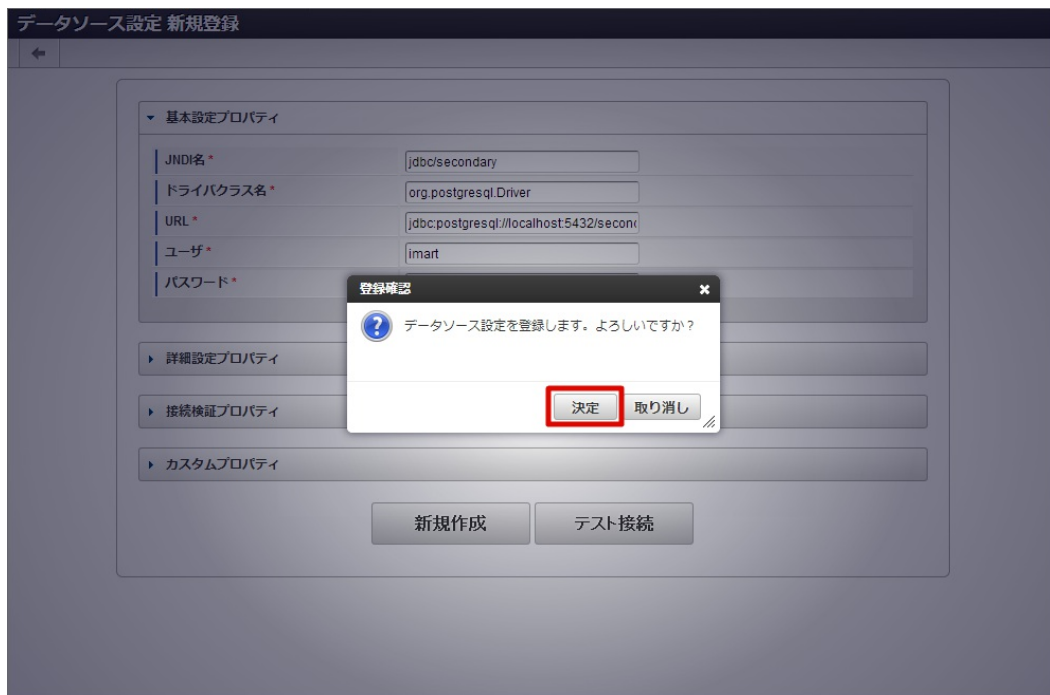 データソース設定 新規登録
基本設定プロパティ
JNDI名 * jdbc/secondary
ドライバクラス名 * org.postgresql.Driver
URL * jdbc:postgresql://localhost:5432/secon
ユーザ * imart
パスワード *
登録確認
データソース設定を登録します。よろしいですか？
決定 取り消し
詳細設定プロパティ
接続検証プロパティ
カスタムプロパティ
新規作成 テスト接続